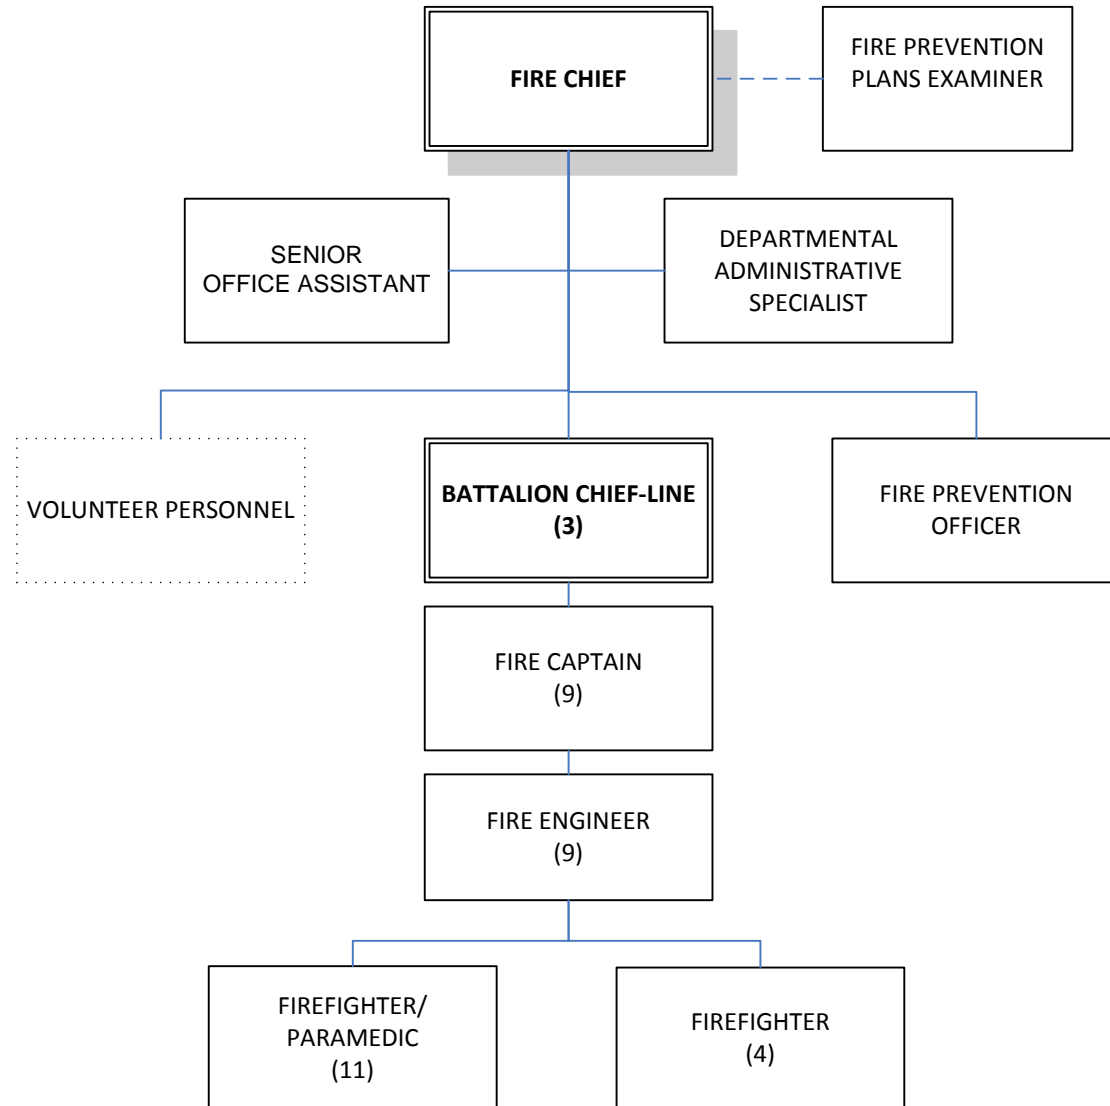 FIRE CHIEF
FIRE PREVENTION
PLANS EXAMINER
SENIOR
OFFICE ASSISTANT
DEPARTMENTAL
ADMINISTRATIVE
SPECIALIST
VOLUNTEER PERSONNEL
BATTALION CHIEF-LINE
(3)
FIRE PREVENTION
OFFICER
FIRE CAPTAIN
(9)
FIRE ENGINEER
(9)
FIREFIGHTER/
PARAMEDIC
(11)
FIREFIGHTER
(4)